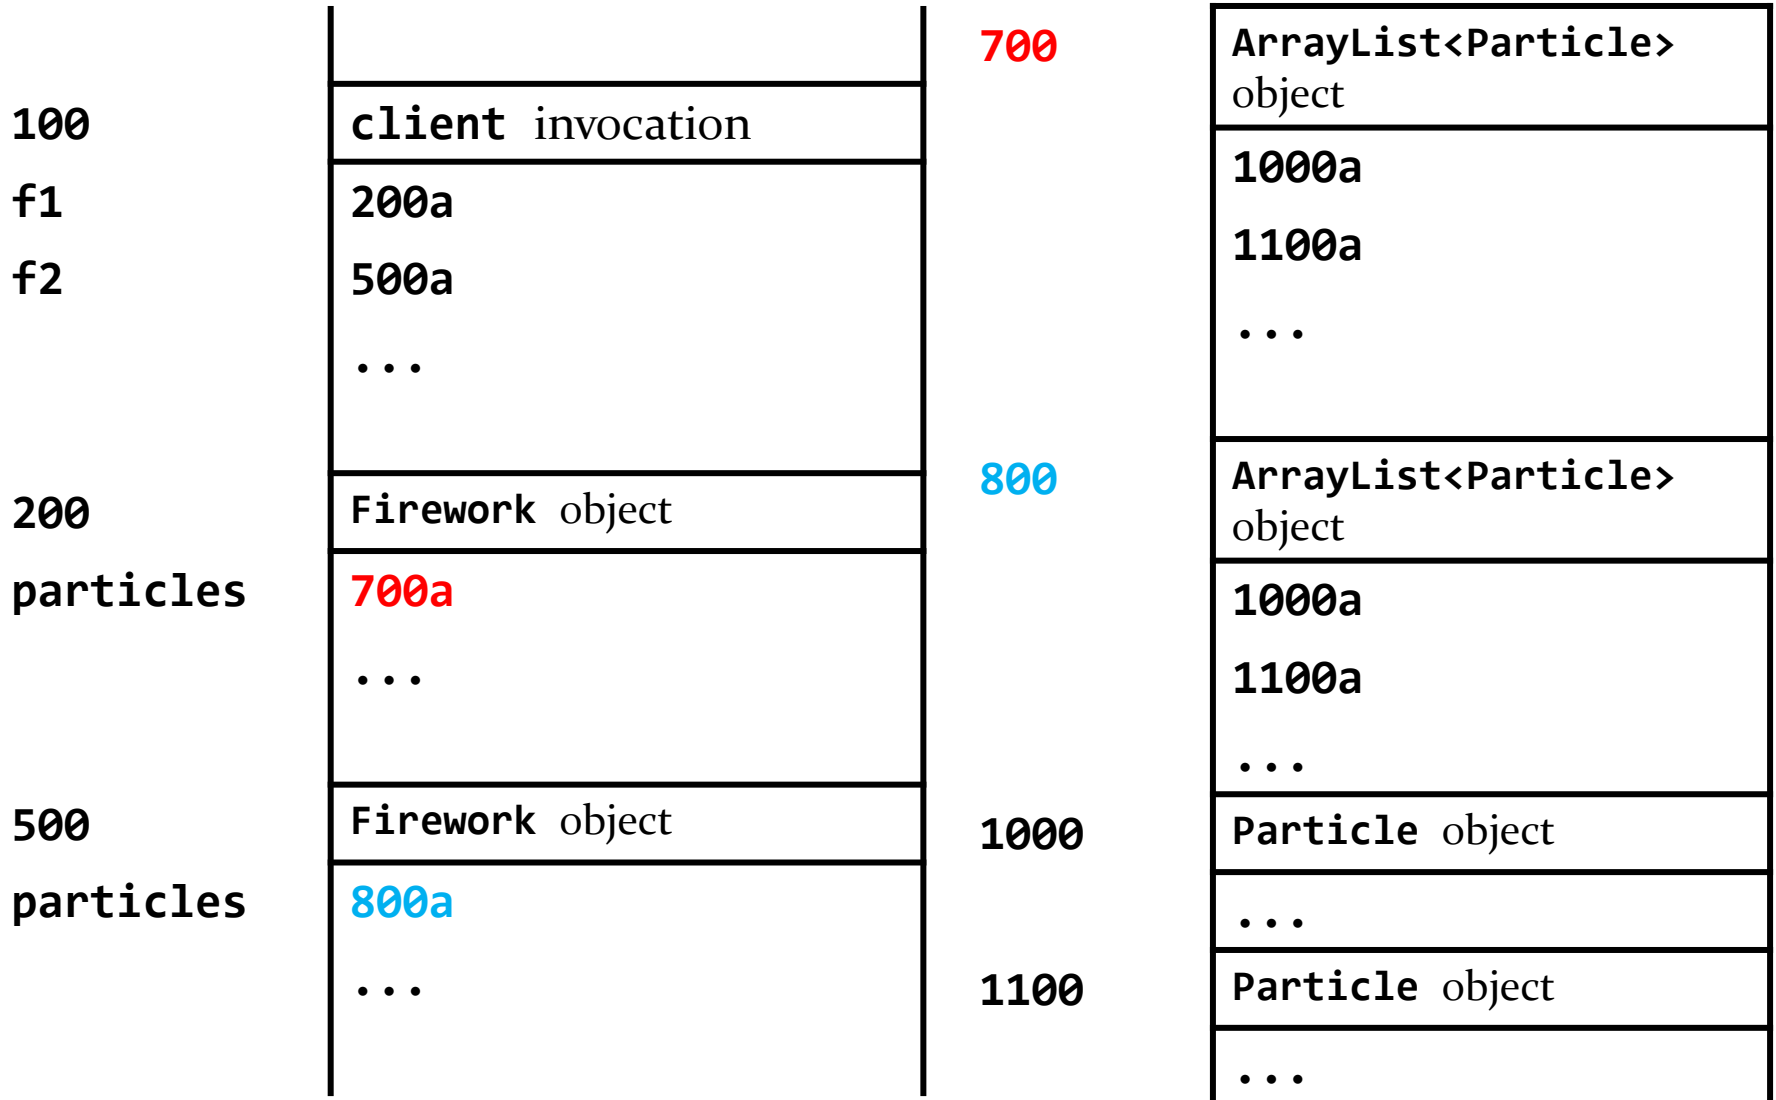 100 client invocation
f1 200a
f2 500a
...
200 Firework object
particles 700a
...
500 Firework object
particles 800a
...
700 ArrayList<Particle>
object
1000a
1100a
...
800 ArrayList<Particle>
object
1000a
1100a
...
1000 Particle object
...
1100 Particle object
...